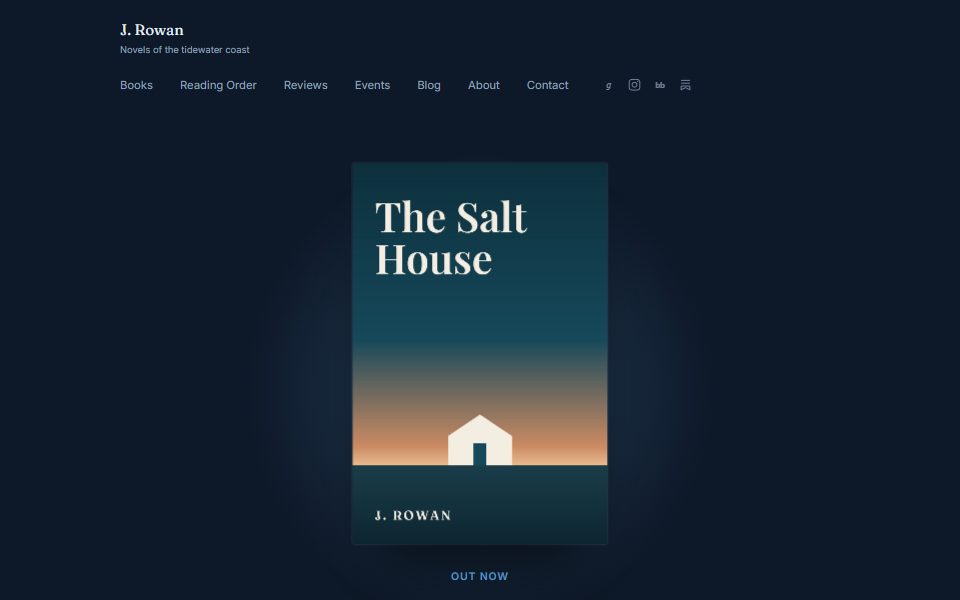 J. Rowan
Novels of the tidewater coast
Books Reading Order Reviews Events Blog About Contact g bb
The Salt
House
J. ROWAN
OUT NOW